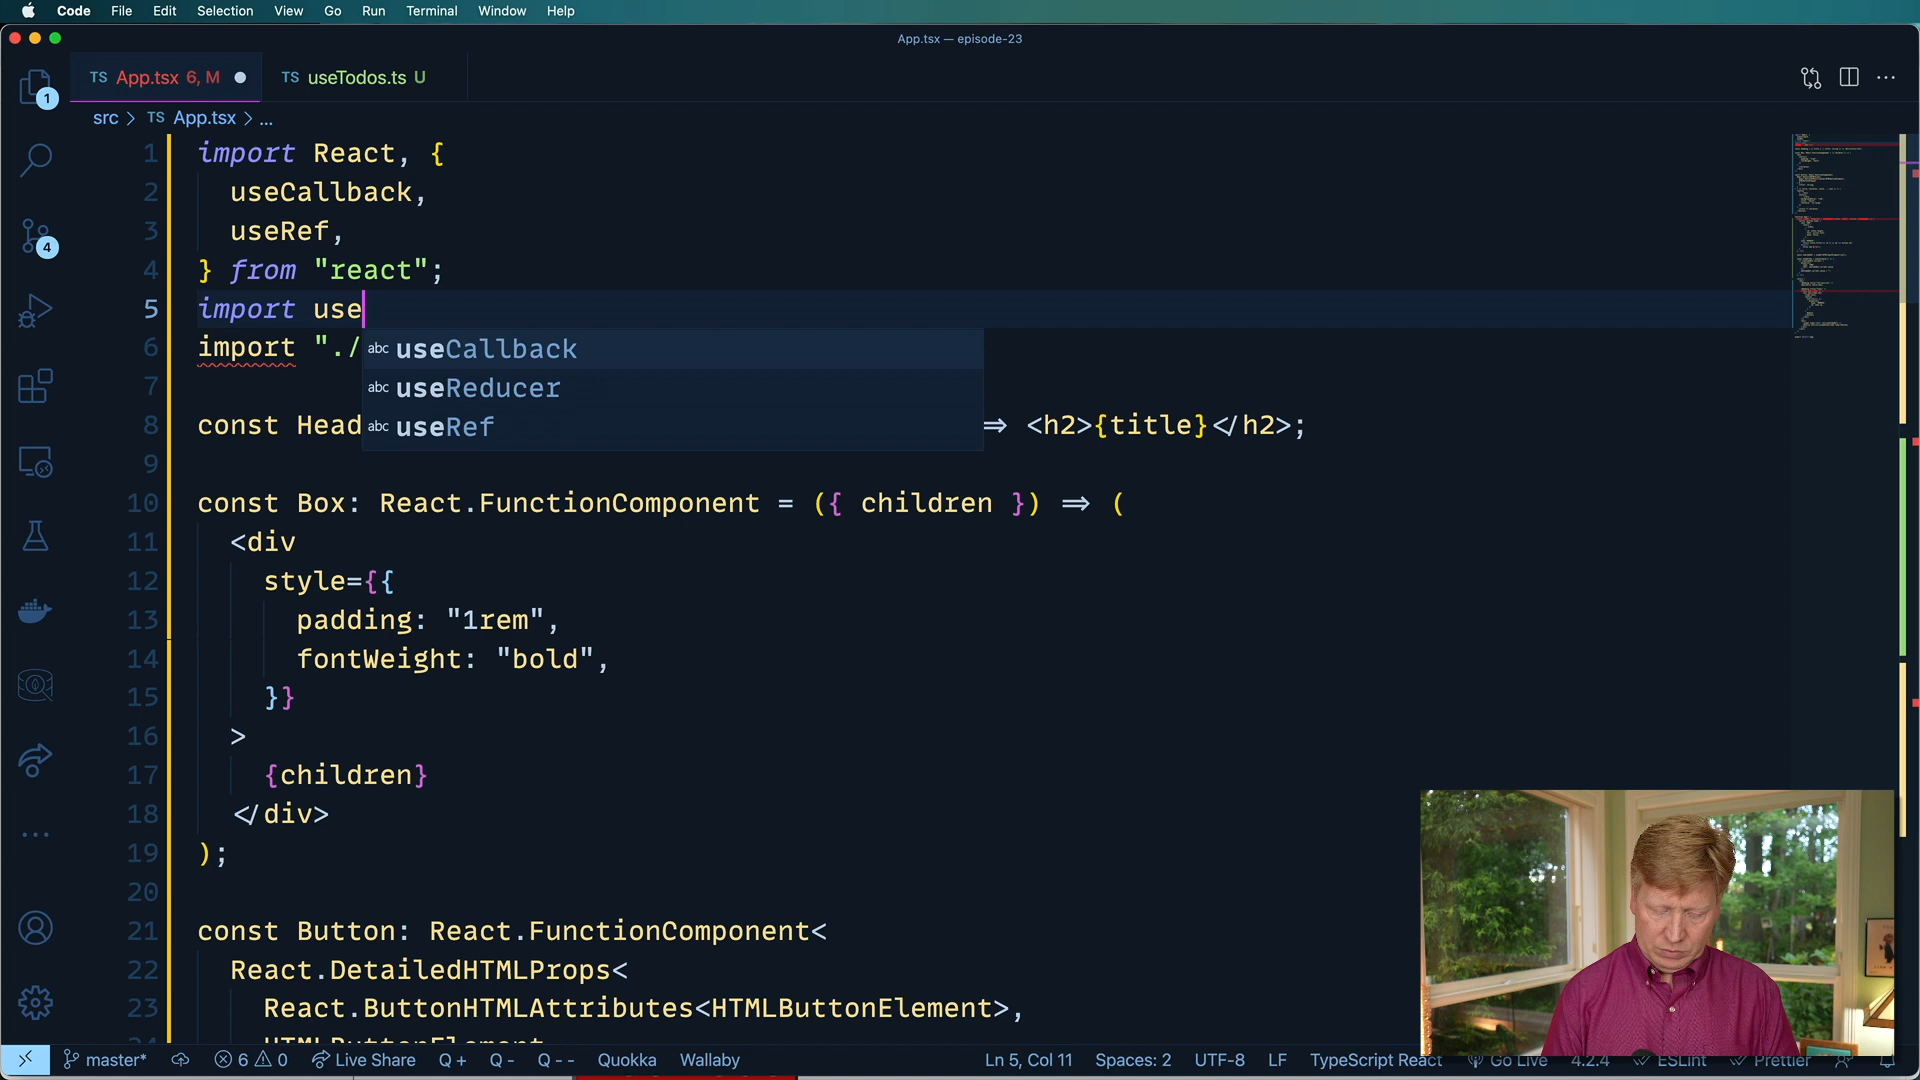 Code File Edit Selection View Go Run Terminal Window Help
App.tsx — episode-23
TS App.tsx 6, M
TS useTodos.ts U
src > TS App.tsx > ...
1
4
1 import React, {
2 useCallback,
3 useRef,
4 } from "react";
5 import use
6 import "./
abc useCallback
abc useReducer
abc useRef
7
8 const Head => <h2>{title}</h2>;
9
10 const Box: React.FunctionComponent = ({ children }) => (
11 <div
12 style={{
13 padding: "1rem",
14 fontWeight: "bold",
15 }}
16 >
17 {children}
18 </div>
19 );
20
21 const Button: React.FunctionComponent<
22 React.DetailedHTMLProps<
23 React.ButtonHTMLAttributes<HTMLButtonElement>,
master* 6 0 Live Share Q + Q - Q - - Quokka Wallaby Ln 5, Col 11 Spaces: 2 UTF-8 LF TypeScript React Go Live 4.2.4 ESLint Prettier